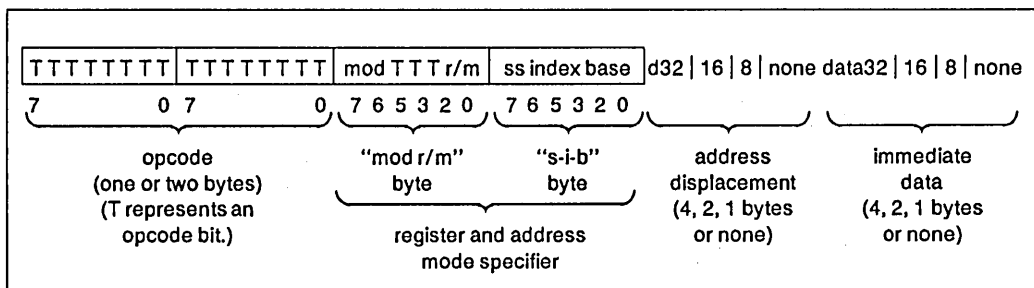 T T T T T T T T T T T T T T T T mod T T T r/m ss index base d32 | 16 | 8 | none data32 | 16 | 8 | none
7 0 7 0 7 6 5 3 2 0 7 6 5 3 2 0
opcode
(one or two bytes)
(T represents an
opcode bit.)
"mod r/m"
byte
"s-i-b"
byte
register and address
mode specifier
address
displacement
(4, 2, 1 bytes
or none)
immediate
data
(4, 2, 1 bytes
or none)